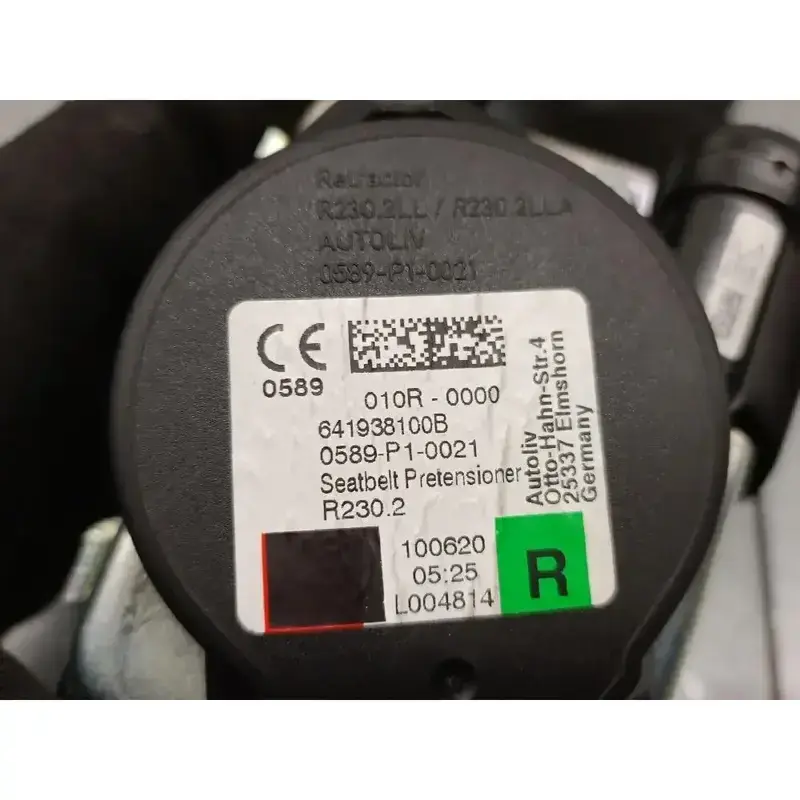 Retractor
R230.2LL / R230.2LLA
AUTOLIV
0589-P1-0021
CE
0589
010R - 0000
641938100B
0589-P1-0021
Seatbelt Pretensioner
R230.2
Autoliv
Otto-Hahn-Str.4
25337 Elmshorn
Germany
100620
05:25
L004814
R